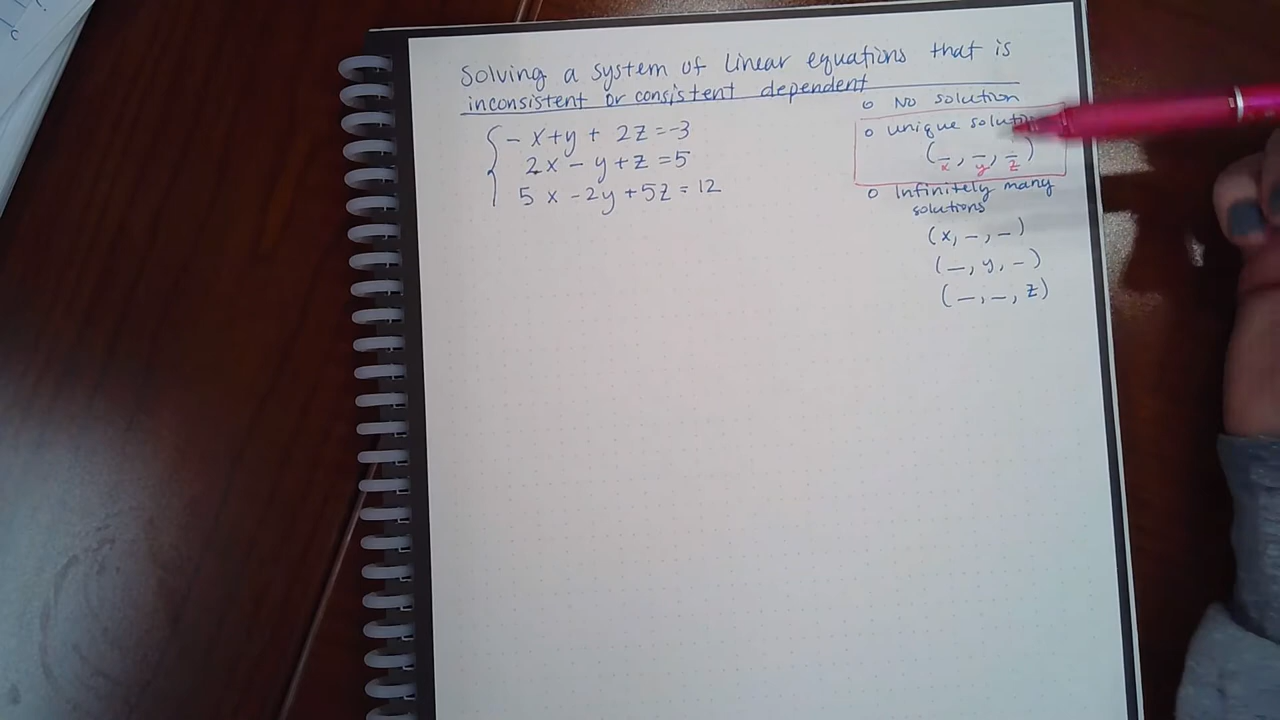 Solving a system of linear equations that is
inconsistent or consistent dependent
{ -x+y + 2z=-3
2x - y+z =5
5x -2y +5z =12
o No solution
o unique solution
(_, _, _)
x y z
o Infinitely many
solutions
(x, _, _)
(_, y, _)
(_, _, z)